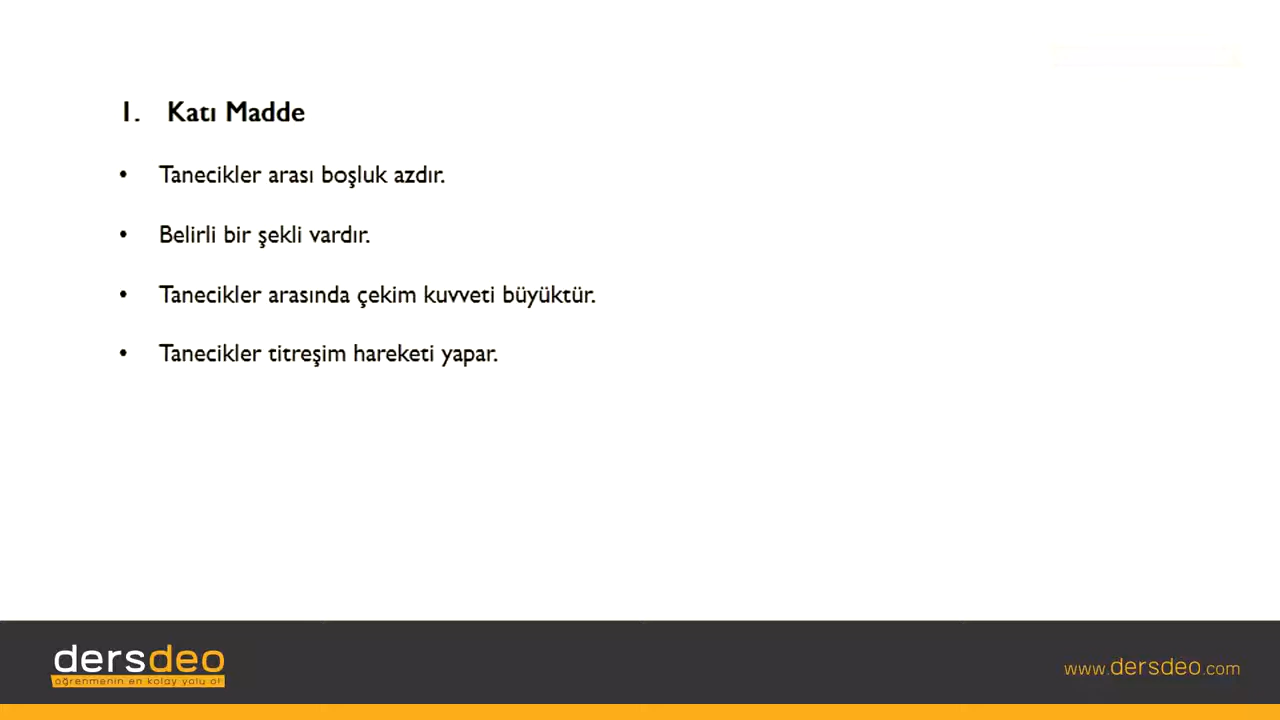 1. Katı Madde
• Tanecikler arası boşluk azdır.
• Belirli bir şekli vardır.
• Tanecikler arasında çekim kuvveti büyüktür.
• Tanecikler titreşim hareketi yapar.
dersdeo
öğrenmenin en kolay yolu o!
www.dersdeo.com